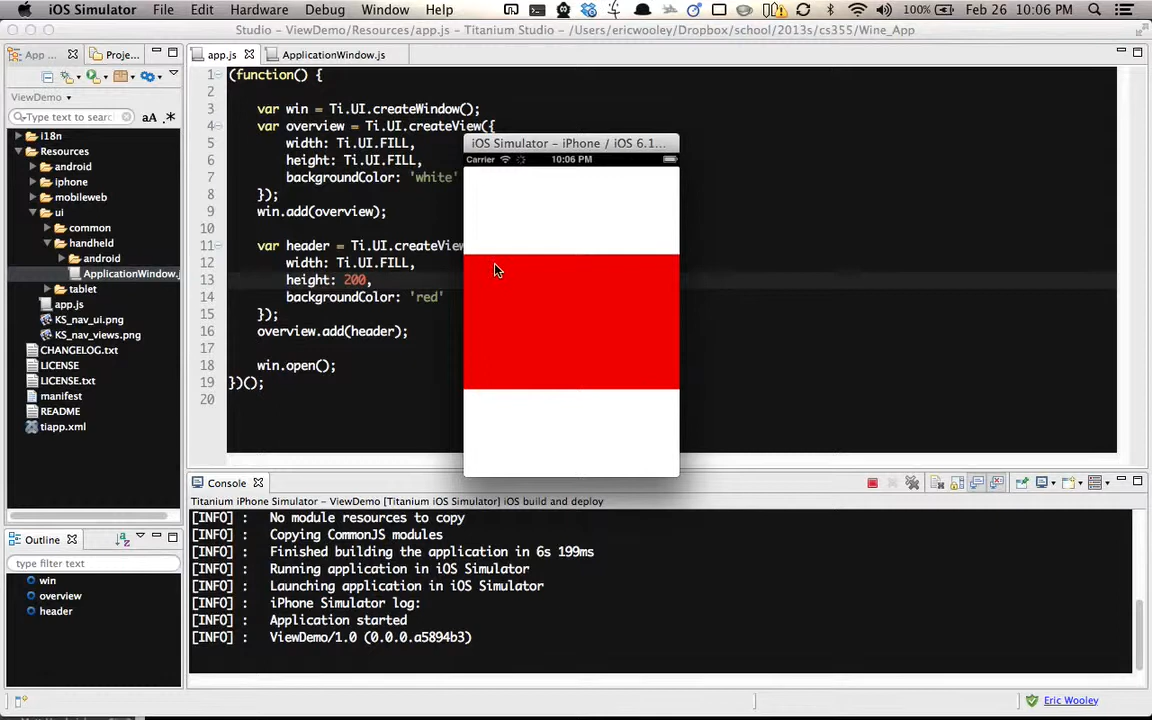 iOS Simulator File Edit Hardware Debug Window Help 100% Feb 26 10:06 PM
Studio - ViewDemo/Resources/app.js - Titanium Studio - /Users/ericwooley/Dropbox/school/2013s/cs355/Wine_App
App ... Proje...
app.js ApplicationWindow.js
ViewDemo
Type text to searc aA .*
i18n
Resources
android
iphone
mobileweb
ui
common
handheld
android
ApplicationWindow.j
tablet
app.js
KS_nav_ui.png
KS_nav_views.png
CHANGELOG.txt
LICENSE
LICENSE.txt
manifest
README
tiapp.xml
1 (function() {
2
3 var win = Ti.UI.createWindow();
4 var overview = Ti.UI.createView({
5 width: Ti.UI.FILL,
6 height: Ti.UI.FILL,
7 backgroundColor: 'white'
8 });
9 win.add(overview);
10
11 var header = Ti.UI.createView
12 width: Ti.UI.FILL,
13 height: 200,
14 backgroundColor: 'red'
15 });
16 overview.add(header);
17
18 win.open();
19 })();
20
iOS Simulator - iPhone / iOS 6.1...
Carrier 10:06 PM
Console
Titanium iPhone Simulator - ViewDemo [Titanium iOS Simulator] iOS build and deploy
[INFO] : No module resources to copy
[INFO] : Copying CommonJS modules
[INFO] : Finished building the application in 6s 199ms
[INFO] : Running application in iOS Simulator
[INFO] : Launching application in iOS Simulator
[INFO] : iPhone Simulator log:
[INFO] : Application started
[INFO] : ViewDemo/1.0 (0.0.0.a5894b3)
Outline
type filter text
win
overview
header
Eric Wooley